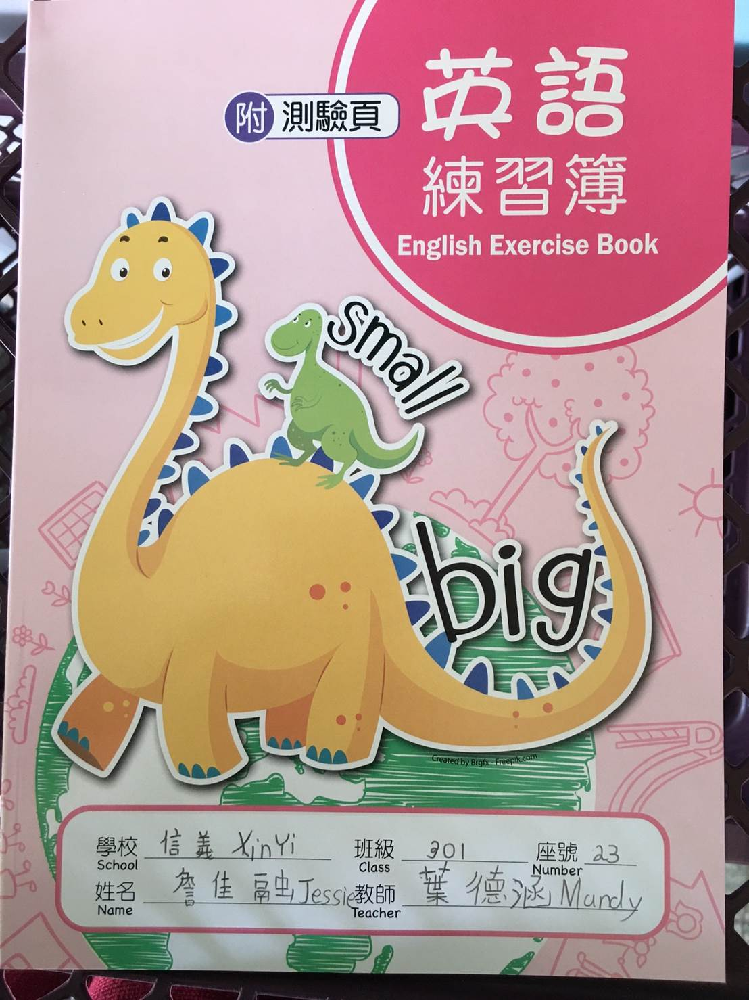 附 測驗頁
英語
練習簿
English Exercise Book
small
big
Created by Brgfx - Freepik.com
學校 信義 XinYi 班級 301 座號 23
School Class Number
姓名 詹佳融 Jessie 教師 葉德涵 Mandy
Name Teacher